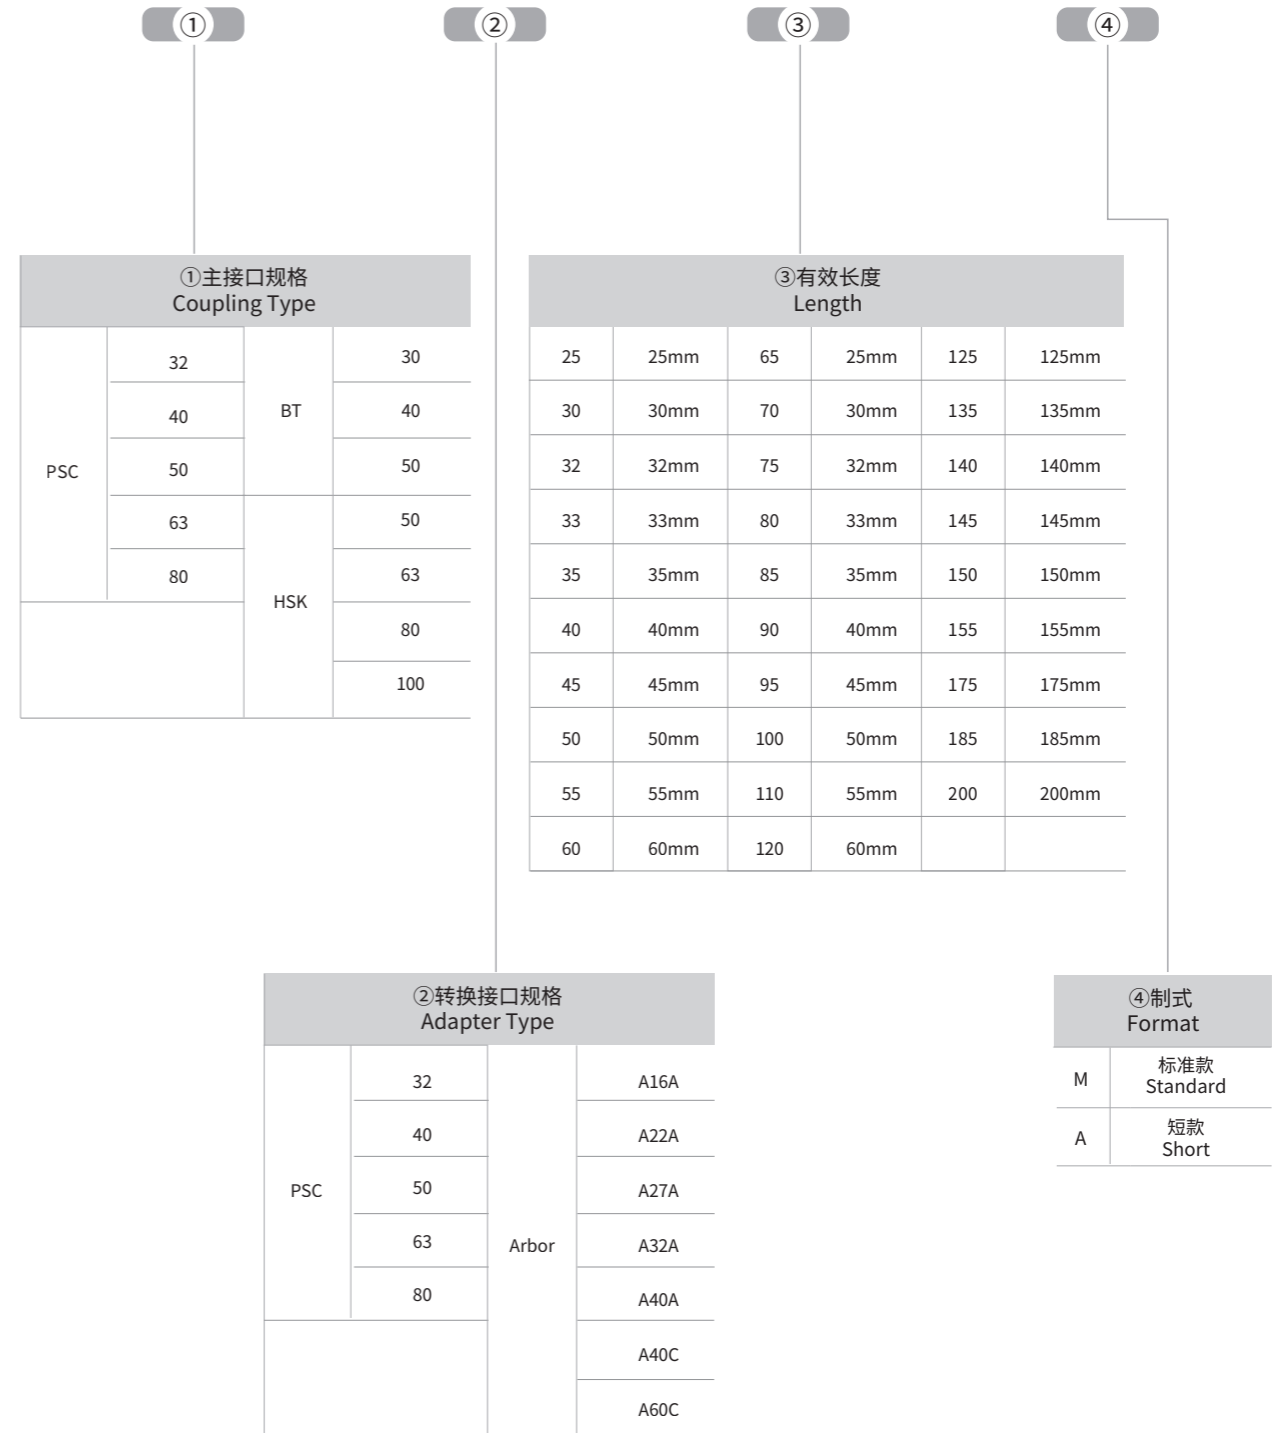 ① ② ③ ④
①主接口规格
Coupling Type
PSC 32 BT 30
40 40
50 50
63 HSK 50
80 63
80
100
③有效长度
Length
25 25mm 65 25mm 125 125mm
30 30mm 70 30mm 135 135mm
32 32mm 75 32mm 140 140mm
33 33mm 80 33mm 145 145mm
35 35mm 85 35mm 150 150mm
40 40mm 90 40mm 155 155mm
45 45mm 95 45mm 175 175mm
50 50mm 100 50mm 185 185mm
55 55mm 110 55mm 200 200mm
60 60mm 120 60mm
②转换接口规格
Adapter Type
PSC 32 Arbor A16A
40 A22A
50 A27A
63 A32A
80 A40A
A40C
A60C
④制式
Format
M 标准款
Standard
A 短款
Short